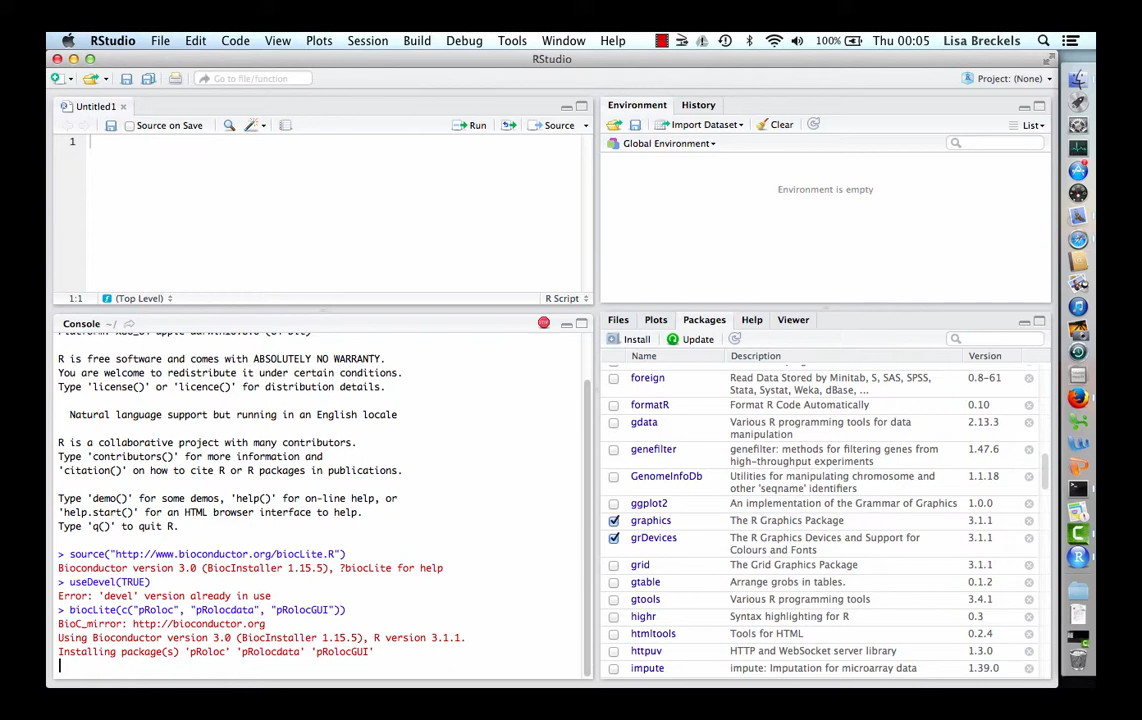 RStudio File Edit Code View Plots Session Build Debug Tools Window Help 100% Thu 00:05 Lisa Breckels
RStudio
Go to file/function
Project: (None)
Untitled1
Source on Save
Run
Source
1
1:1
(Top Level)
R Script
Environment History
Import Dataset
Clear
List
Global Environment
Environment is empty
Console ~/
R is free software and comes with ABSOLUTELY NO WARRANTY.
You are welcome to redistribute it under certain conditions.
Type 'license()' or 'licence()' for distribution details.
Natural language support but running in an English locale
R is a collaborative project with many contributors.
Type 'contributors()' for more information and
'citation()' on how to cite R or R packages in publications.
Type 'demo()' for some demos, 'help()' for on-line help, or
'help.start()' for an HTML browser interface to help.
Type 'q()' to quit R.
> source("http://www.bioconductor.org/biocLite.R")
Bioconductor version 3.0 (BiocInstaller 1.15.5), ?biocLite for help
> useDevel(TRUE)
Error: 'devel' version already in use
> biocLite(c("pRoloc", "pRolocdata", "pRolocGUI"))
BioC_mirror: http://bioconductor.org
Using Bioconductor version 3.0 (BiocInstaller 1.15.5), R version 3.1.1.
Installing package(s) 'pRoloc' 'pRolocdata' 'pRolocGUI'
Files Plots Packages Help Viewer
Install Update
Name Description Version
foreign Read Data Stored by Minitab, S, SAS, SPSS, 0.8-61
Stata, Systat, Weka, dBase, ...
formatR Format R Code Automatically 0.10
gdata Various R programming tools for data 2.13.3
manipulation
genefilter genefilter: methods for filtering genes from 1.47.6
high-throughput experiments
GenomeInfoDb Utilities for manipulating chromosome and 1.1.18
other 'seqname' identifiers
ggplot2 An implementation of the Grammar of Graphics 1.0.0
graphics The R Graphics Package 3.1.1
grDevices The R Graphics Devices and Support for 3.1.1
Colours and Fonts
grid The Grid Graphics Package 3.1.1
gtable Arrange grobs in tables. 0.1.2
gtools Various R programming tools 3.4.1
highr Syntax highlighting for R 0.3
htmltools Tools for HTML 0.2.4
httpuv HTTP and WebSocket server library 1.3.0
impute impute: Imputation for microarray data 1.39.0